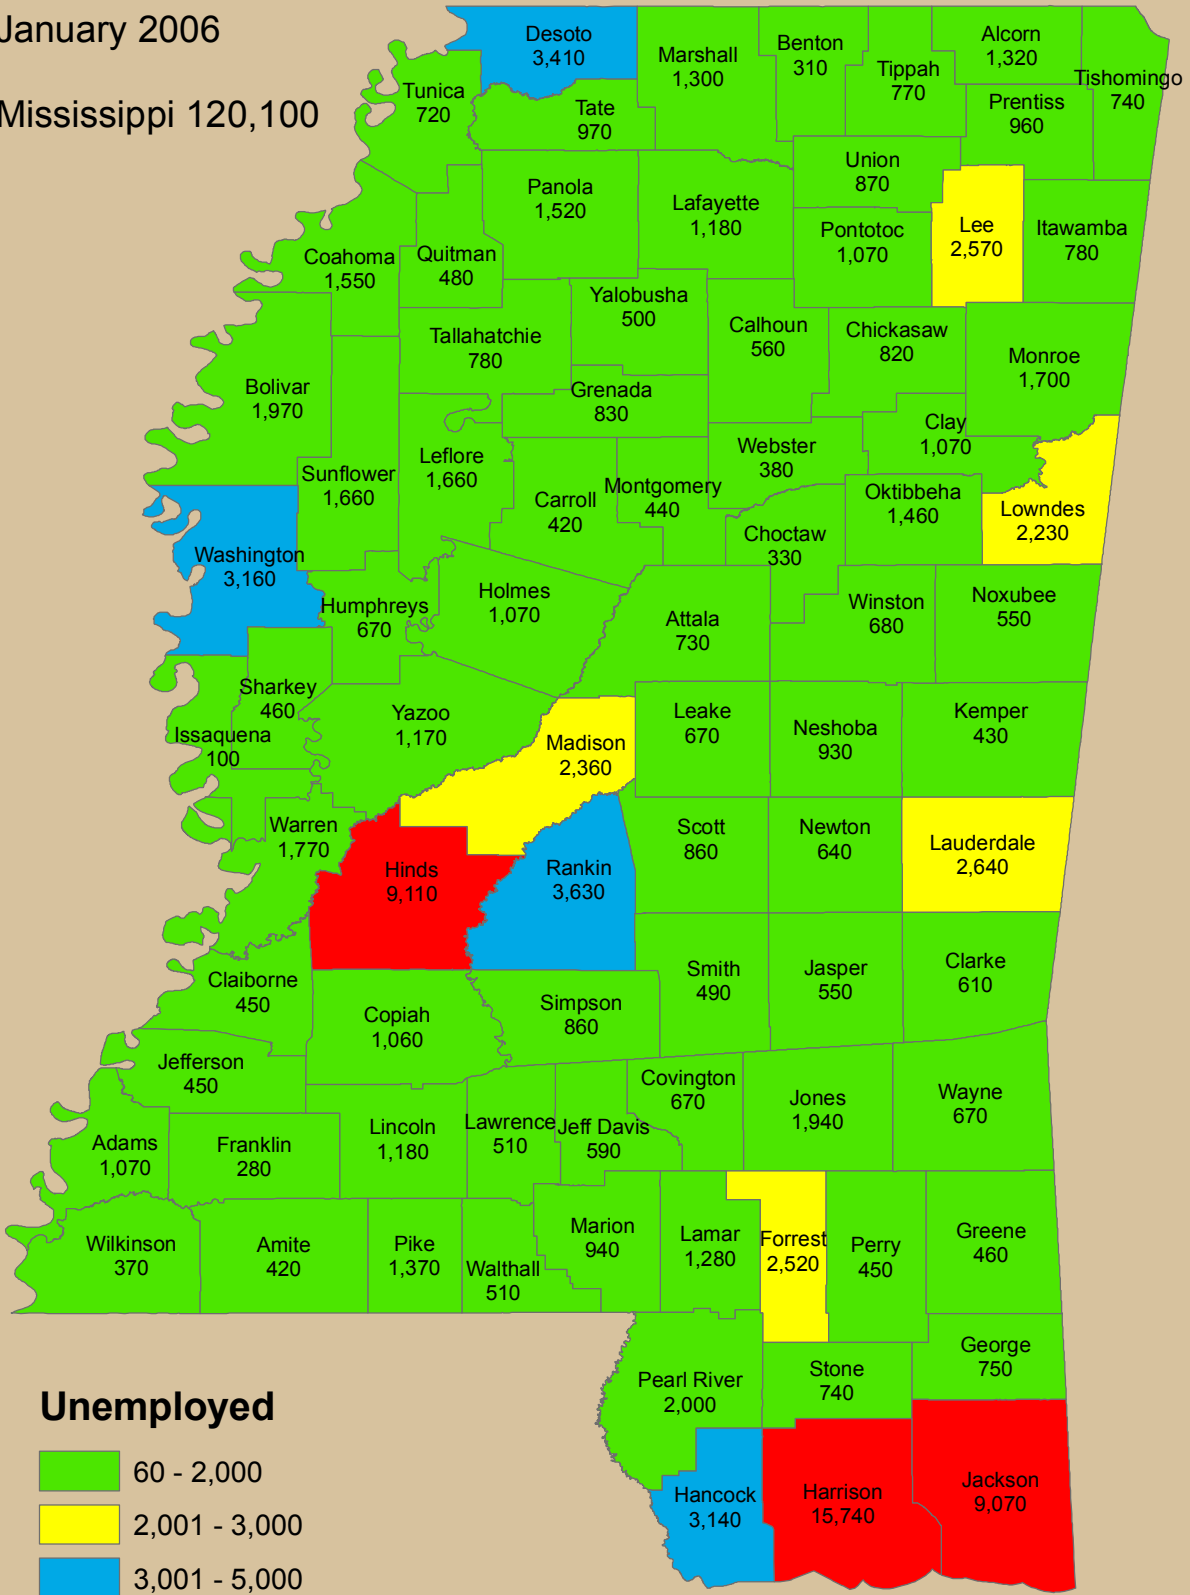 January 2006
Mississippi 120,100
Desoto
3,410
Marshall
1,300
Benton
310
Tippah
770
Alcorn
1,320
Tishomingo
740
Prentiss
960
Tunica
720
Tate
970
Union
870
Panola
1,520
Lafayette
1,180
Pontotoc
1,070
Lee
2,570
Itawamba
780
Coahoma
1,550
Quitman
480
Yalobusha
500
Tallahatchie
780
Calhoun
560
Chickasaw
820
Monroe
1,700
Bolivar
1,970
Grenada
830
Clay
1,070
Sunflower
1,660
Leflore
1,660
Carroll
420
Montgomery
440
Webster
380
Oktibbeha
1,460
Lowndes
2,230
Choctaw
330
Washington
3,160
Humphreys
670
Holmes
1,070
Attala
730
Winston
680
Noxubee
550
Sharkey
460
Issaquena
100
Yazoo
1,170
Madison
2,360
Leake
670
Neshoba
930
Kemper
430
Warren
1,770
Hinds
9,110
Rankin
3,630
Scott
860
Newton
640
Lauderdale
2,640
Claiborne
450
Copiah
1,060
Simpson
860
Smith
490
Jasper
550
Clarke
610
Jefferson
450
Covington
670
Jones
1,940
Wayne
670
Adams
1,070
Franklin
280
Lincoln
1,180
Lawrence
510
Jeff Davis
590
Wilkinson
370
Amite
420
Pike
1,370
Walthall
510
Marion
940
Lamar
1,280
Forrest
2,520
Perry
450
Greene
460
Pearl River
2,000
Stone
740
George
750
Hancock
3,140
Harrison
15,740
Jackson
9,070
Unemployed
60 - 2,000
2,001 - 3,000
3,001 - 5,000